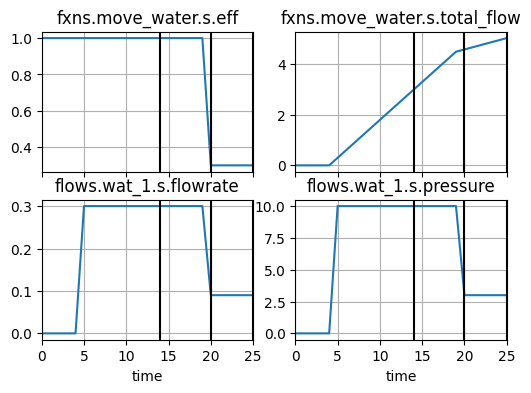 fxns.move_water.s.eff
1.0
0.8
0.6
0.4
fxns.move_water.s.total_flow
4
2
0
flows.wat_1.s.flowrate
0.3
0.2
0.1
0.0
0 5 10 15 20 25
time
flows.wat_1.s.pressure
10.0
7.5
5.0
2.5
0.0
0 5 10 15 20 25
time